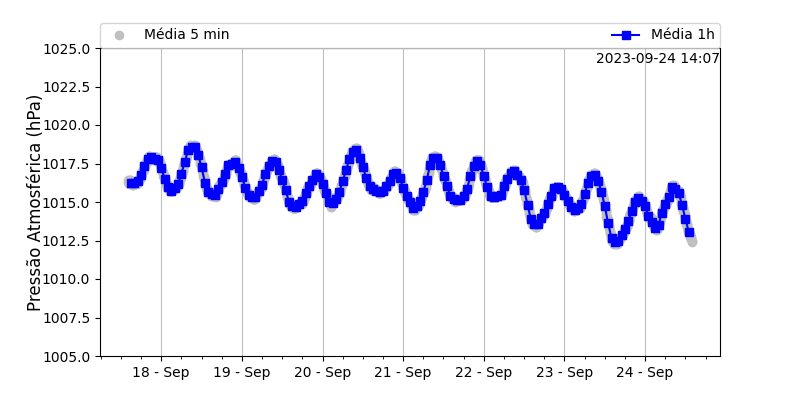 Média 5 min
Média 1h
2023-09-24 14:07
Pressão Atmosférica (hPa)
1025.0
1022.5
1020.0
1017.5
1015.0
1012.5
1010.0
1007.5
1005.0
18 - Sep
19 - Sep
20 - Sep
21 - Sep
22 - Sep
23 - Sep
24 - Sep